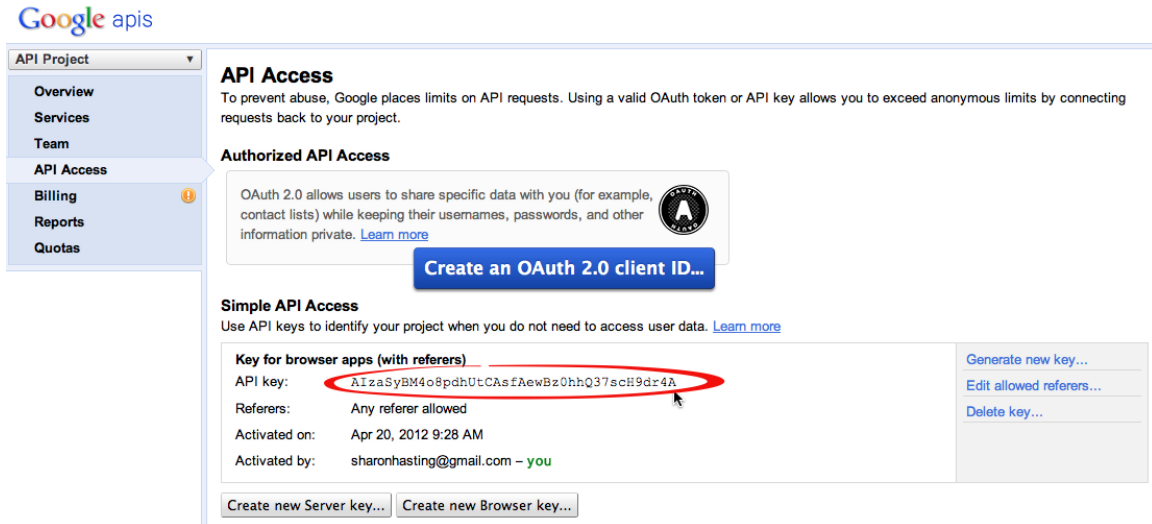 Google apis
API Project
Overview
Services
Team
API Access
Billing
Reports
Quotas
API Access
To prevent abuse, Google places limits on API requests. Using a valid OAuth token or API key allows you to exceed anonymous limits by connecting
requests back to your project.
Authorized API Access
OAuth 2.0 allows users to share specific data with you (for example,
contact lists) while keeping their usernames, passwords, and other
information private. Learn more
OAUTH
A
OAUTH
Create an OAuth 2.0 client ID...
Simple API Access
Use API keys to identify your project when you do not need to access user data. Learn more
Key for browser apps (with referers)
API key: AIzaSyBM4o8pdhUtCAsfAewBz0hhQ37scH9dr4A
Referers: Any referer allowed
Activated on: Apr 20, 2012 9:28 AM
Activated by: sharonhasting@gmail.com – you
Generate new key...
Edit allowed referers...
Delete key...
Create new Server key...
Create new Browser key...